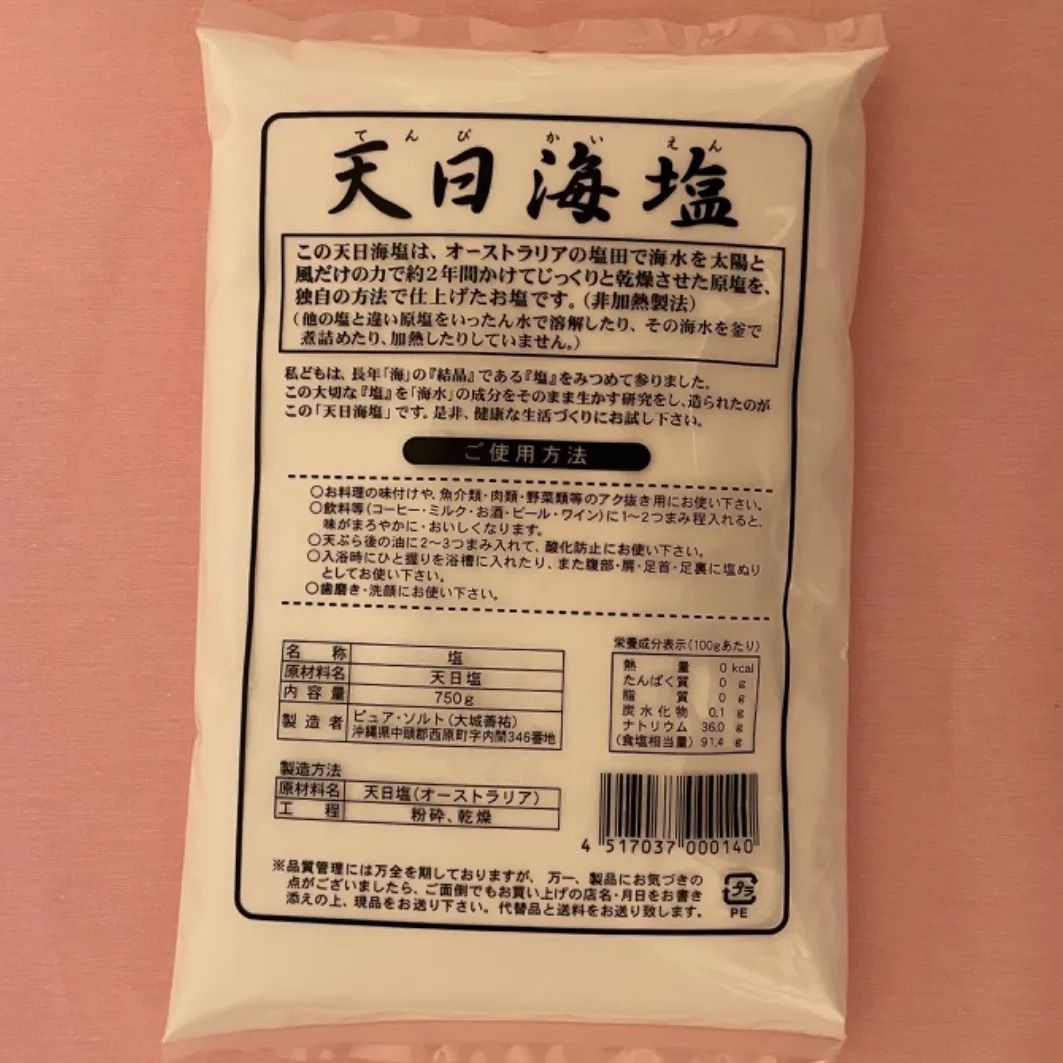 てんぴかいえん
天日海塩
この天日海塩は、オーストラリアの塩田で海水を太陽と
風だけの力で約2年間かけてじっくりと乾燥させた原塩を、
独自の方法で仕上げたお塩です。(非加熱製法)
(他の塩と違い原塩をいったん水で溶解したり、その海水を釜で
煮詰めたり、加熱したりしていません。)
私どもは、長年「海」の『結晶』である『塩』をみつめて参りました。
この大切な『塩』を「海水」の成分をそのまま生かす研究をし、造られたのが
この「天日海塩」です。是非、健康な生活づくりにお試し下さい。
ご使用方法
○お料理の味付けや、魚介類・肉類・野菜類等のアク抜き用にお使い下さい。
○飲料等(コーヒー・ミルク・お酒・ビール・ワイン)に1〜2つまみ程入れると、
味がまろやかに・おいしくなります。
○天ぷら後の油に2〜3つまみ入れて、酸化防止にお使い下さい。
○入浴時にひと握りを浴槽に入れたり、また腹部・肩・足首・足裏に塩ぬり
としてお使い下さい。
○歯磨き・洗顔にお使い下さい。
名称 塩
原材料名 天日塩
内容量 750g
製造者 ピュア・ソルト(大城善祐)
沖縄県中頭郡西原町字内間346番地
栄養成分表示(100gあたり)
熱量 0 kcal
たんぱく質 0 g
脂質 0 g
炭水化物 0.1 g
ナトリウム 36.0 g
(食塩相当量) 91.4 g
製造方法
原材料名 天日塩(オーストラリア)
工程 粉砕、乾燥
4 517037 000140
※品質管理には万全を期しておりますが、万一、製品にお気づきの
点がございましたら、ご面倒でもお買い上げの店名・月日をお書き
添えの上、現品をお送り下さい。代替品と送料をお送り致します。
プラ
PE